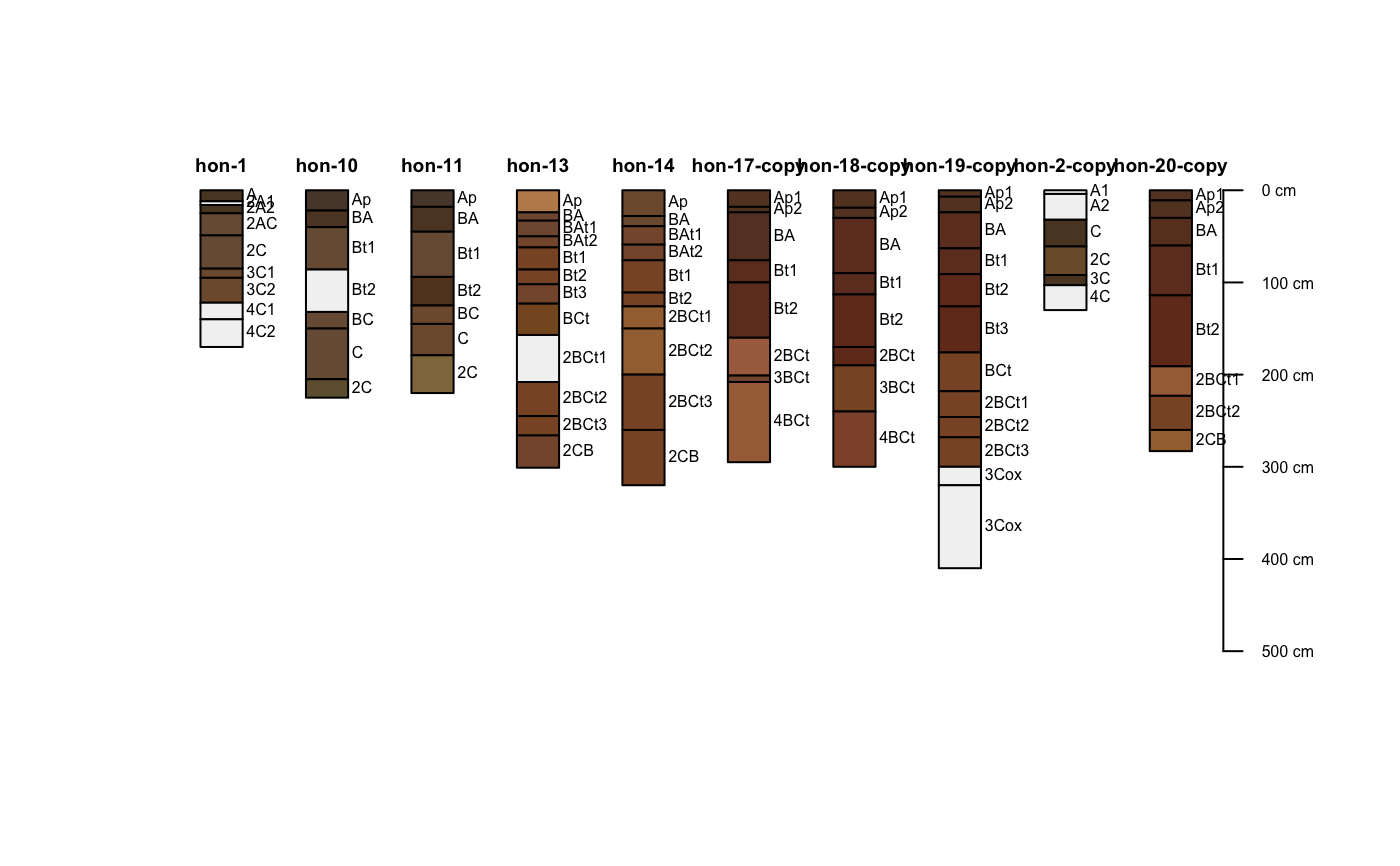 hon-1
hon-10
hon-11
hon-13
hon-14
hon-17-copy
hon-18-copy
hon-19-copy
hon-2-copy
hon-20-copy
A
2A1
2A2
2AC
2C
3C1
3C2
4C1
4C2
Ap
BA
Bt1
Bt2
BC
C
2C
Ap
BA
Bt1
Bt2
BC
C
2C
Ap
BA
BAt1
BAt2
Bt1
Bt2
Bt3
BCt
2BCt1
2BCt2
2BCt3
2CB
Ap
BA
BAt1
BAt2
Bt1
Bt2
2BCt1
2BCt2
2BCt3
2CB
Ap1
Ap2
BA
Bt1
Bt2
2BCt
3BCt
4BCt
Ap1
Ap2
BA
Bt1
Bt2
2BCt
3BCt
4BCt
Ap1
Ap2
BA
Bt1
Bt2
Bt3
BCt
2BCt1
2BCt2
2BCt3
3Cox
3Cox
A1
A2
C
2C
3C
4C
Ap1
Ap2
BA
Bt1
Bt2
2BCt1
2BCt2
2CB
0 cm
100 cm
200 cm
300 cm
400 cm
500 cm